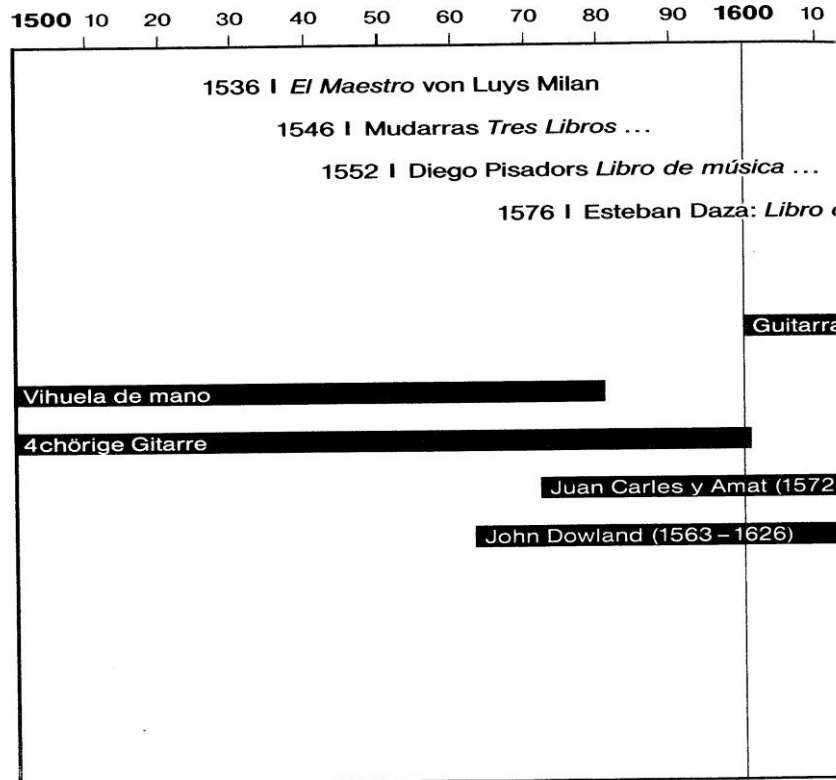 1500 10 20 30 40 50 60 70 80 90 1600 10
1536 I El Maestro von Luys Milan
1546 I Mudarras Tres Libros ...
1552 I Diego Pisadors Libro de música ...
1576 I Esteban Daza: Libro
Guitarra
Vihuela de mano
4chörige Gitarre
Juan Carles y Amat (1572
John Dowland (1563–1626)